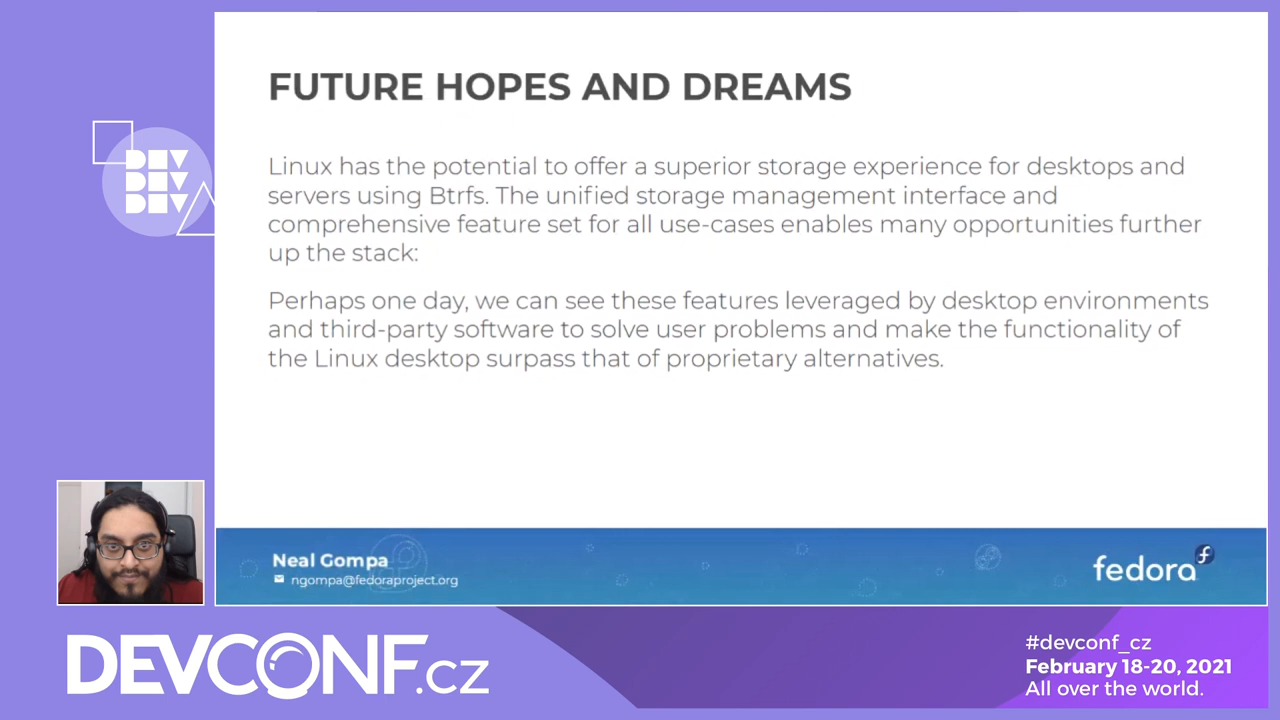 FUTURE HOPES AND DREAMS
Linux has the potential to offer a superior storage experience for desktops and
servers using Btrfs. The unified storage management interface and
comprehensive feature set for all use-cases enables many opportunities further
up the stack:
Perhaps one day, we can see these features leveraged by desktop environments
and third-party software to solve user problems and make the functionality of
the Linux desktop surpass that of proprietary alternatives.
DEV
DEV
DEV
Neal Gompa
ngompa@fedoraproject.org
fedora
DEVCONF.cz
#devconf_cz
February 18-20, 2021
All over the world.